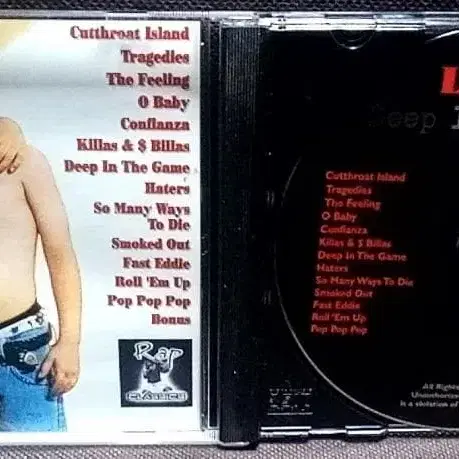 Cutthroat Island
Tragedies
The Feeling
O Baby
Confianza
Killas & $ Billas
Deep In The Game
Haters
So Many Ways
To Die
Smoked Out
Fast Eddie
Roll 'Em Up
Pop Pop Pop
Bonus
Rap
CLASSICS
Deep
Cutthroat Island
Tragedies
The Feeling
O Baby
Confianza
Killas & $ Billas
Deep In The Game
Haters
So Many Ways To Die
Smoked Out
Fast Eddie
Roll 'Em Up
Pop Pop Pop
All Rights
Unauthorized
is a violation of